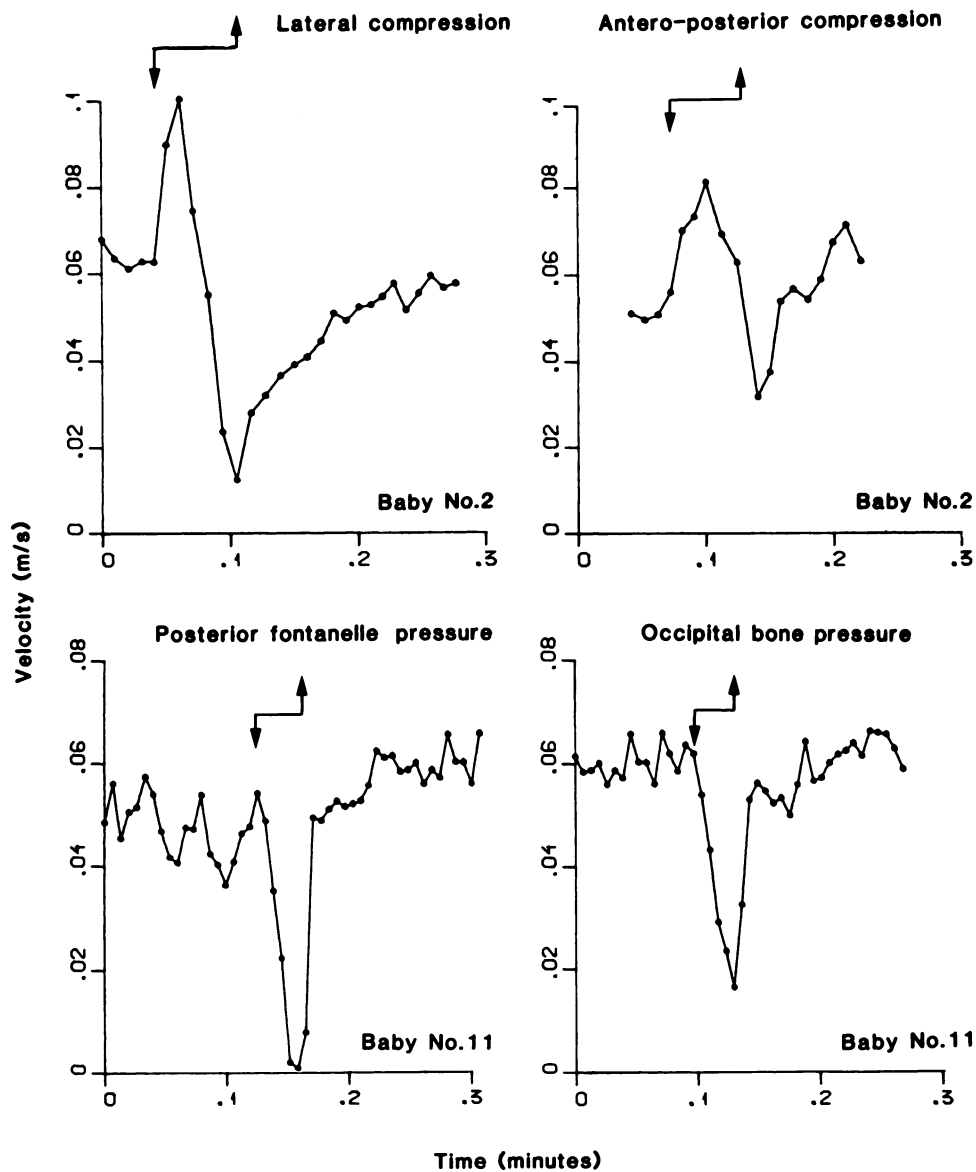 Lateral compression
.1
.08
.06
.04
.02
0
0 .1 .3
Baby No.2
Antero-posterior compression
.1
.08
.06
.04
.02
0
0 .1 .3
Baby No.2
Velocity (m/s)
Posterior fontanelle pressure
.08
.06
.04
.02
0
0 .1 .2 .3
Baby No.11
Occipital bone pressure
.08
.06
.04
.02
0
0 .1 .2 .3
Baby No.11
Time (minutes)